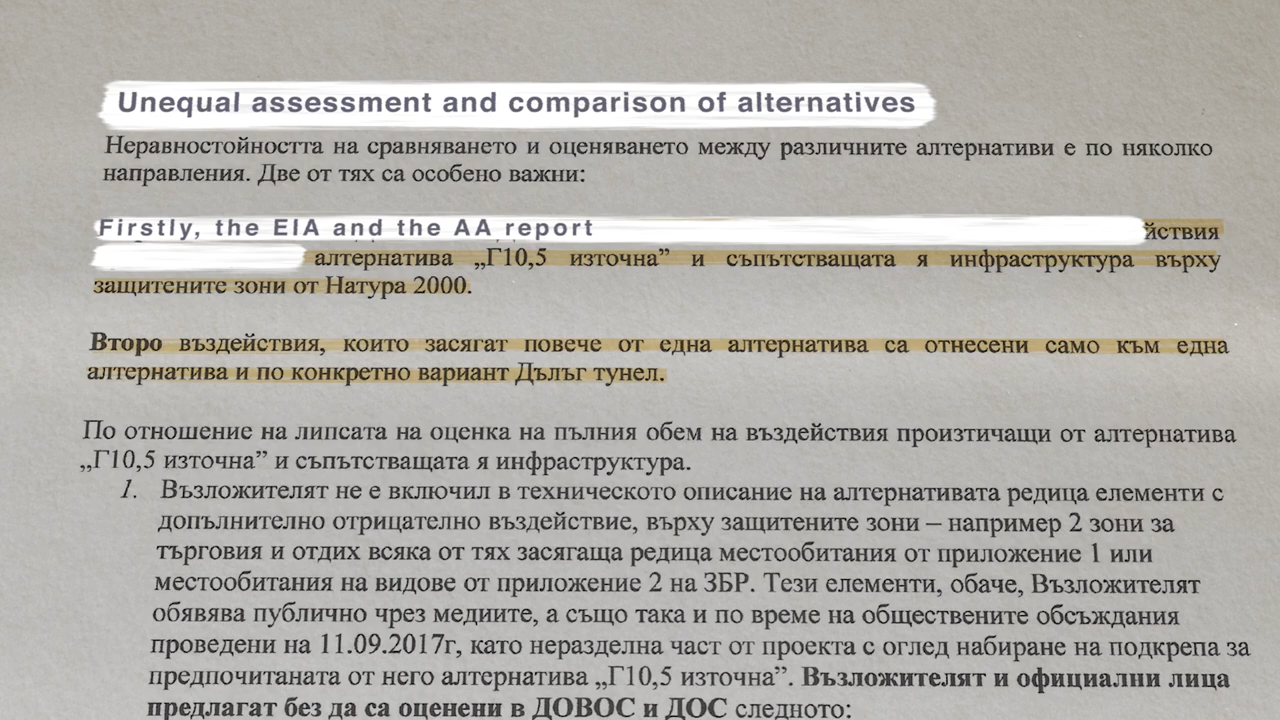 Unequal assessment and comparison of alternatives
Неравностойността на сравняването и оценяването между различните алтернативи е по няколко
направления. Две от тях са особено важни:
Firstly, the EIA and the AA report йствия
алтернатива „Г10,5 източна” и съпътстващата я инфраструктура върху
защитените зони от Натура 2000.
Второ въздействия, които засягат повече от една алтернатива са отнесени само към една
алтернатива и по конкретно вариант Дълъг тунел.
По отношение на липсата на оценка на пълния обем на въздействия произтичащи от алтернатива
„Г10,5 източна” и съпътстващата я инфраструктура.
1. Възложителят не е включил в техническото описание на алтернативата редица елементи с
допълнително отрицателно въздействие, върху защитените зони – например 2 зони за
търговия и отдих всяка от тях засягаща редица местообитания от приложение 1 или
местообитания на видове от приложение 2 на ЗБР. Тези елементи, обаче, Възложителят
обявява публично чрез медиите, а също така и по време на обществените обсъждания
проведени на 11.09.2017г, като неразделна част от проекта с оглед набиране на подкрепа за
предпочитаната от него алтернатива „Г10,5 източна”. Възложителят и официални лица
предлагат без да са оценени в ДОВОС и ДОС следното: